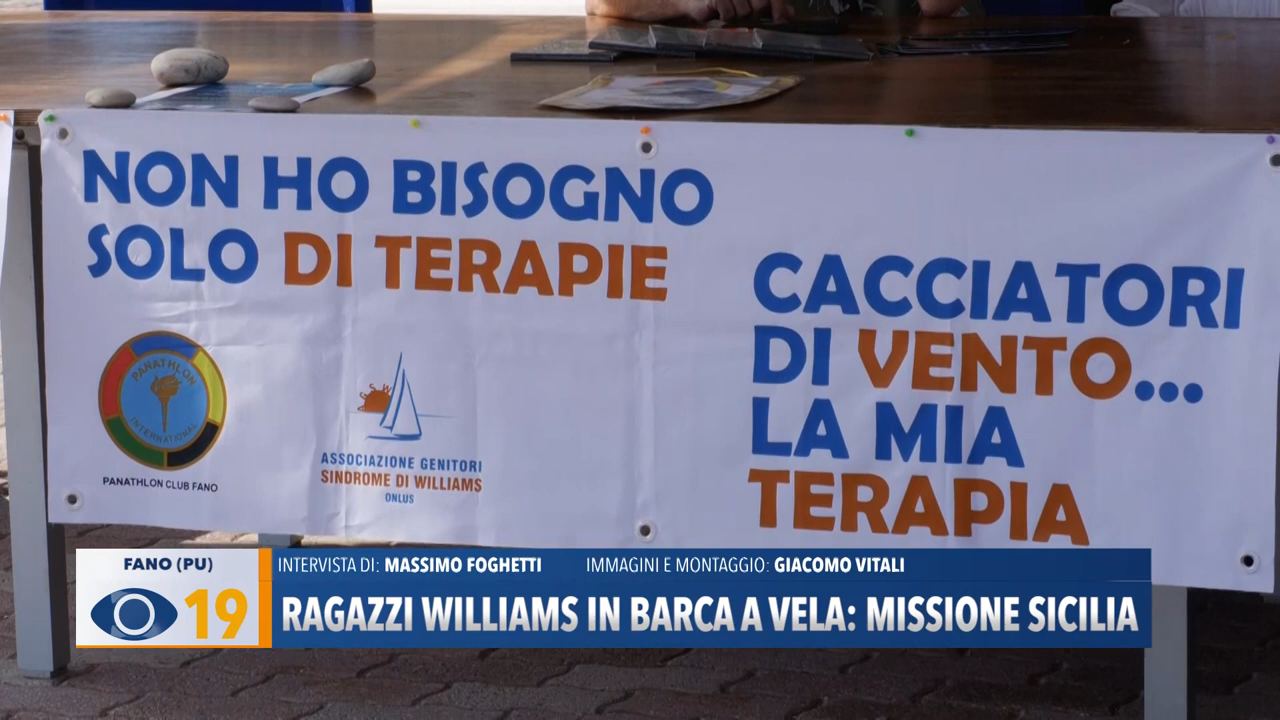 NON HO BISOGNO
SOLO DI TERAPIE
CACCIATORI
DI VENTO...
LA MIA
TERAPIA
PANATHLON
INTERNATIONAL
PANATHLON CLUB FANO
ASSOCIAZIONE GENITORI
SINDROME DI WILLIAMS
ONLUS
FANO (PU)
19
INTERVISTA DI: MASSIMO FOGHETTI IMMAGINI E MONTAGGIO: GIACOMO VITALI
RAGAZZI WILLIAMS IN BARCA A VELA: MISSIONE SICILIA